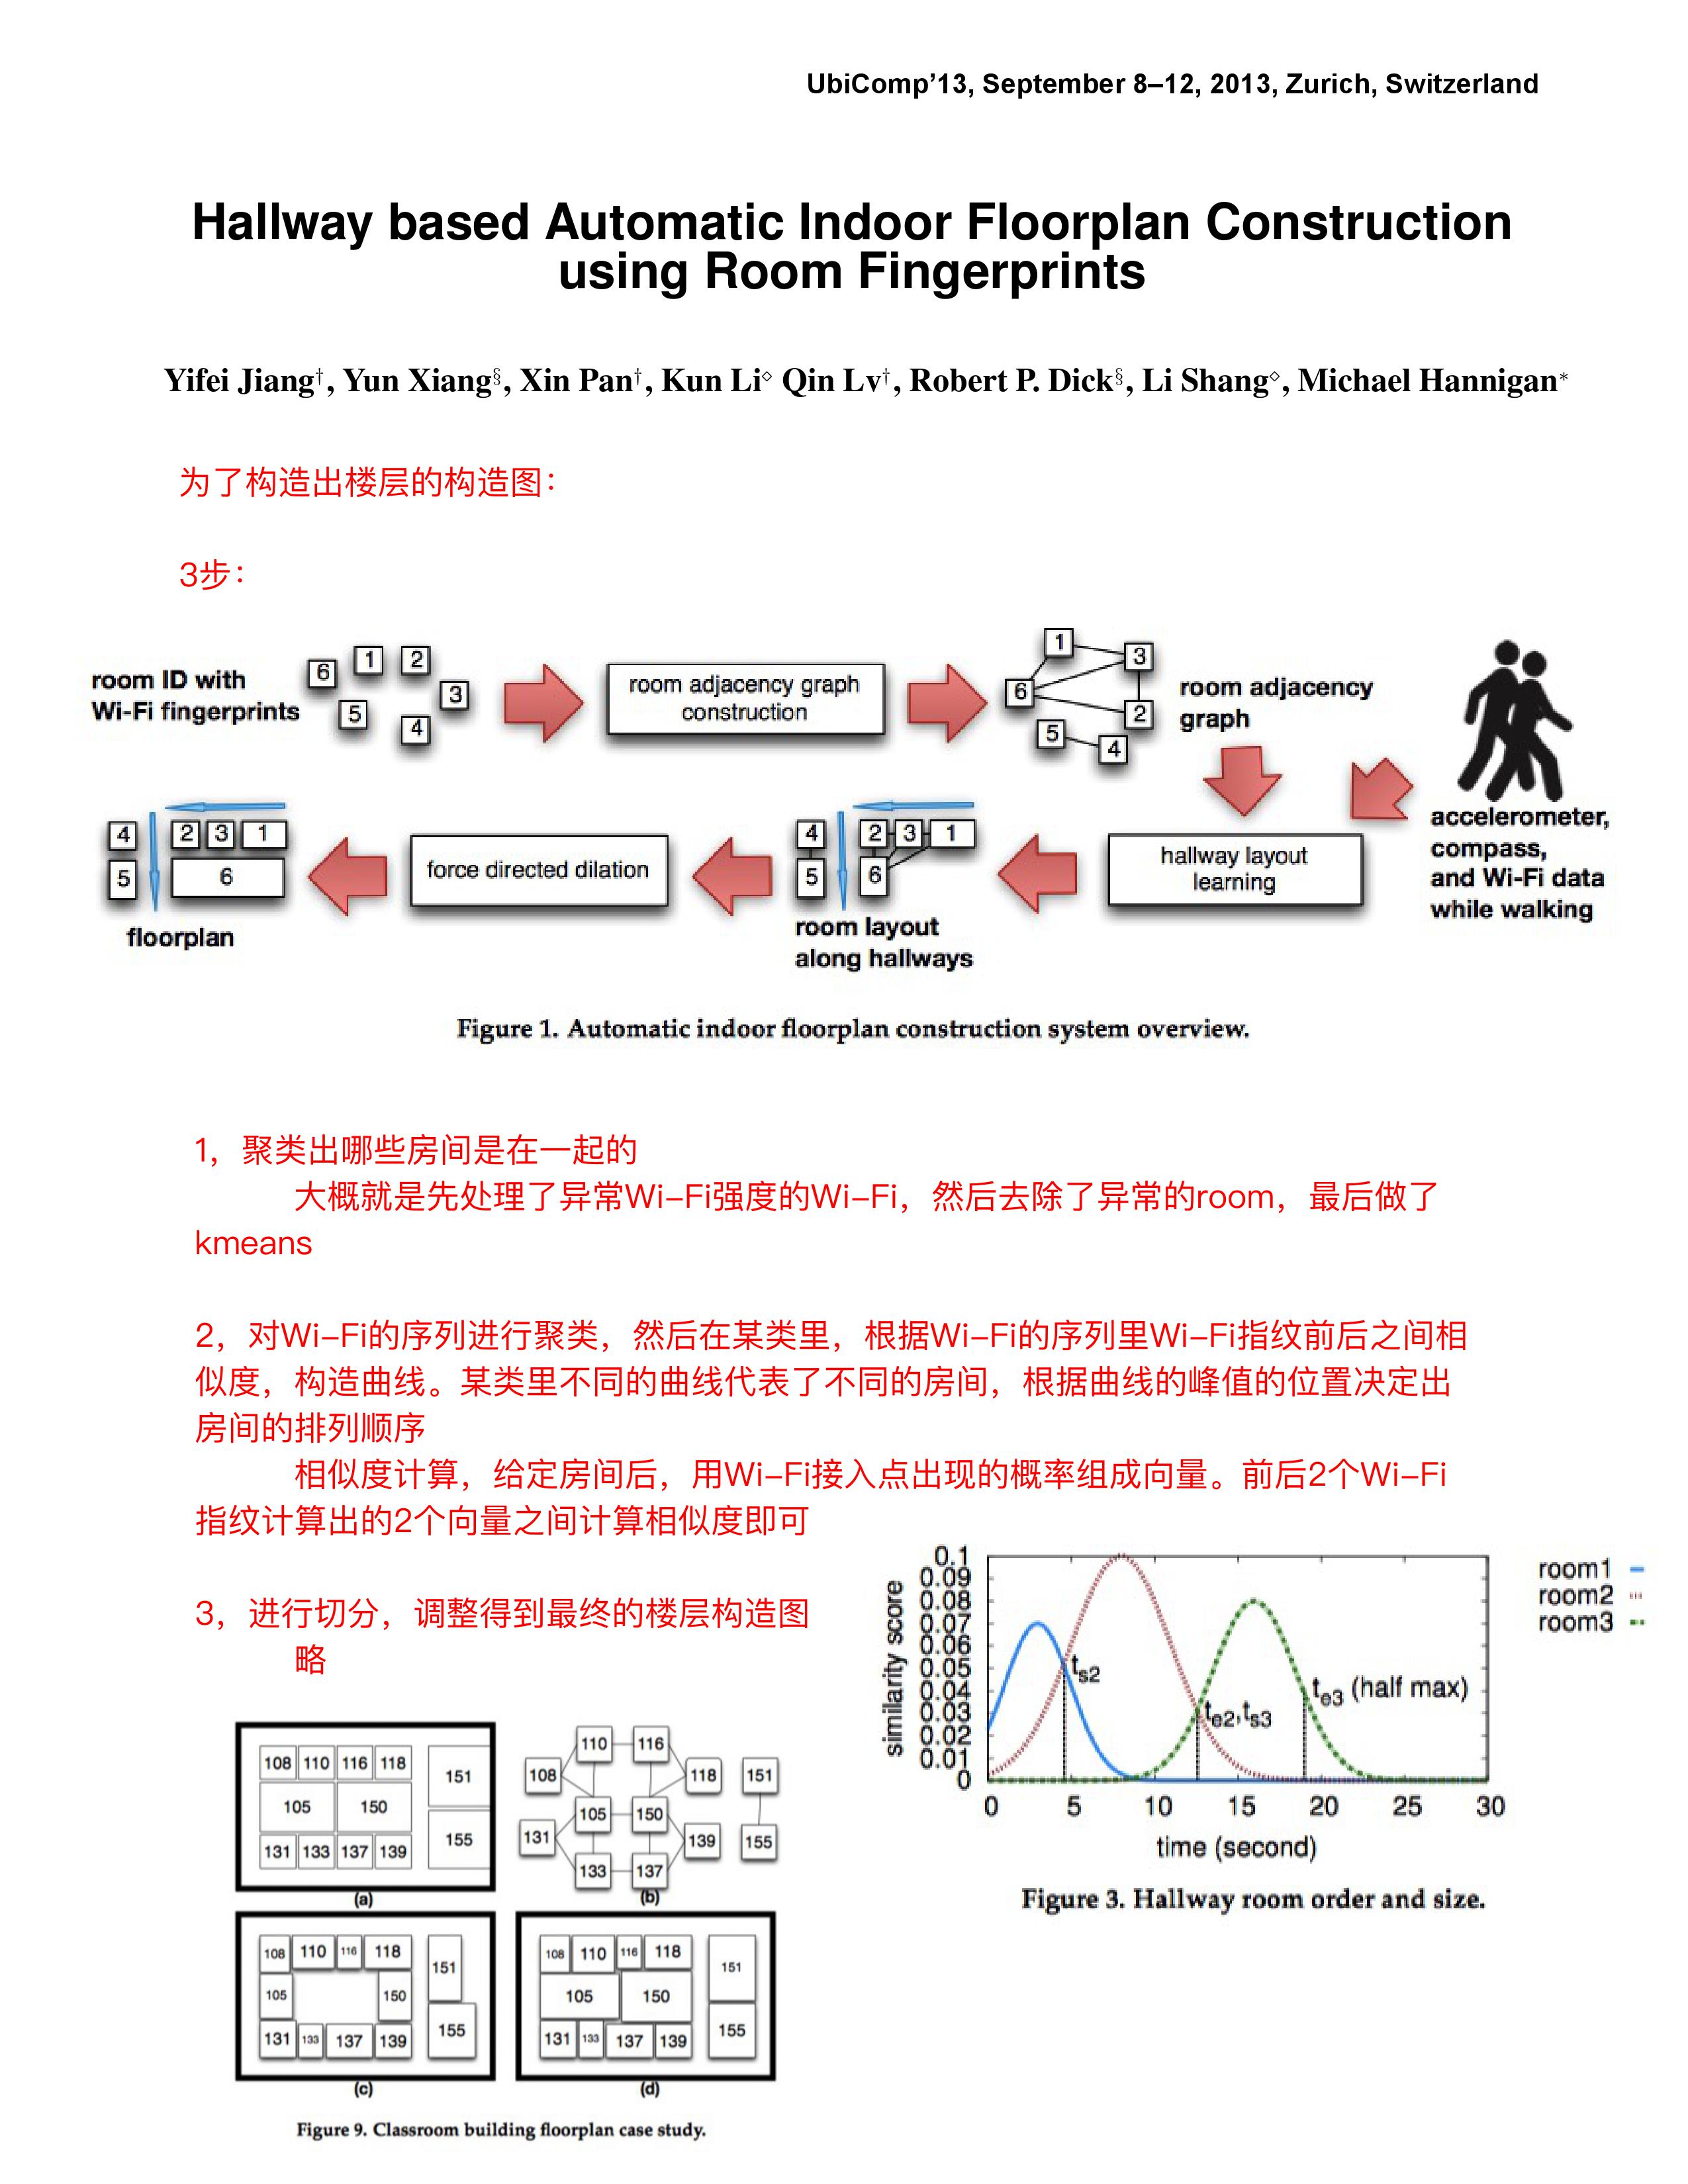 UbiComp’13, September 8–12, 2013, Zurich, Switzerland
Hallway based Automatic Indoor Floorplan Construction
using Room Fingerprints
Yifei Jiang†, Yun Xiang§, Xin Pan†, Kun Li⋄ Qin Lv†, Robert P. Dick§, Li Shang⋄, Michael Hannigan*
为了构造出楼层的构造图：
3步：
room ID with
Wi-Fi fingerprints
6
1
2
3
5
4
room adjacency graph
construction
1
3
6
2
5
4
room adjacency
graph
accelerometer,
compass,
and Wi-Fi data
while walking
hallway layout
learning
4
2
3
1
5
6
room layout
along hallways
force directed dilation
4
2
3
1
5
6
floorplan
Figure 1. Automatic indoor floorplan construction system overview.
1，聚类出哪些房间是在一起的
大概就是先处理了异常Wi–Fi强度的Wi–Fi，然后去除了异常的room，最后做了
kmeans
2，对Wi–Fi的序列进行聚类，然后在某类里，根据Wi–Fi的序列里Wi–Fi指纹前后之间相
似度，构造曲线。某类里不同的曲线代表了不同的房间，根据曲线的峰值的位置决定出
房间的排列顺序
相似度计算，给定房间后，用Wi–Fi接入点出现的概率组成向量。前后2个Wi–Fi
指纹计算出的2个向量之间计算相似度即可
3，进行切分，调整得到最终的楼层构造图
略
similarity score
0.1
0.09
0.08
0.07
0.06
0.05
0.04
0.03
0.02
0.01
0
0 5 10 15 20 25 30
time (second)
ts2
te2,ts3
te3 (half max)
room1
room2
room3
Figure 3. Hallway room order and size.
108 110 116 118
151
105 150
155
131 133 137 139
(a)
110 116
108 118 151
105 150
131 139 155
133 137
(b)
108 110 116 118
151
105 150
155
131 133 137 139
(c)
108 110 116 118
151
105 150
155
131 133 137 139
(d)
Figure 9. Classroom building floorplan case study.